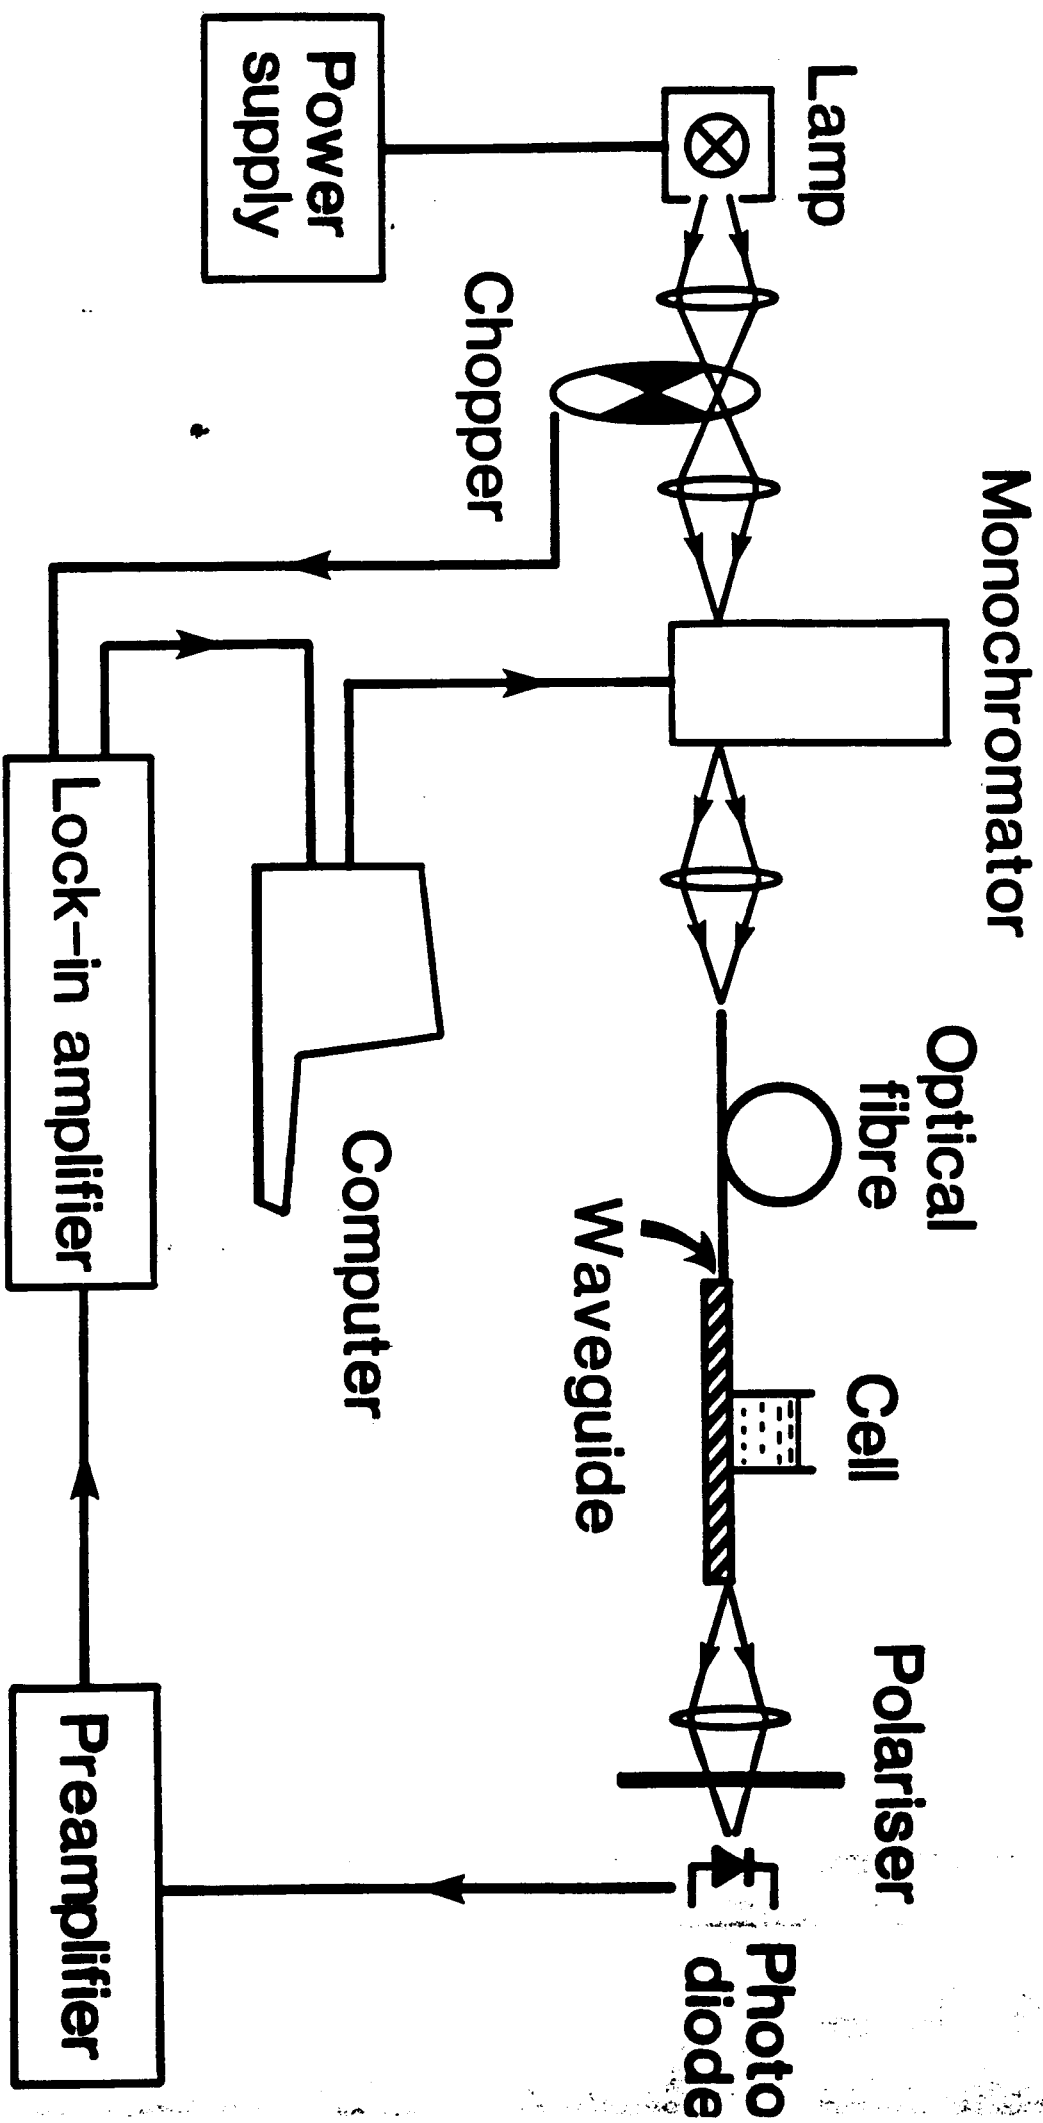 Lamp
Power
supply
Chopper
Monochromator
Optical
fibre
Waveguide
Cell
Polariser
Photo
diode
Computer
Lock-in amplifier
Preamplifier